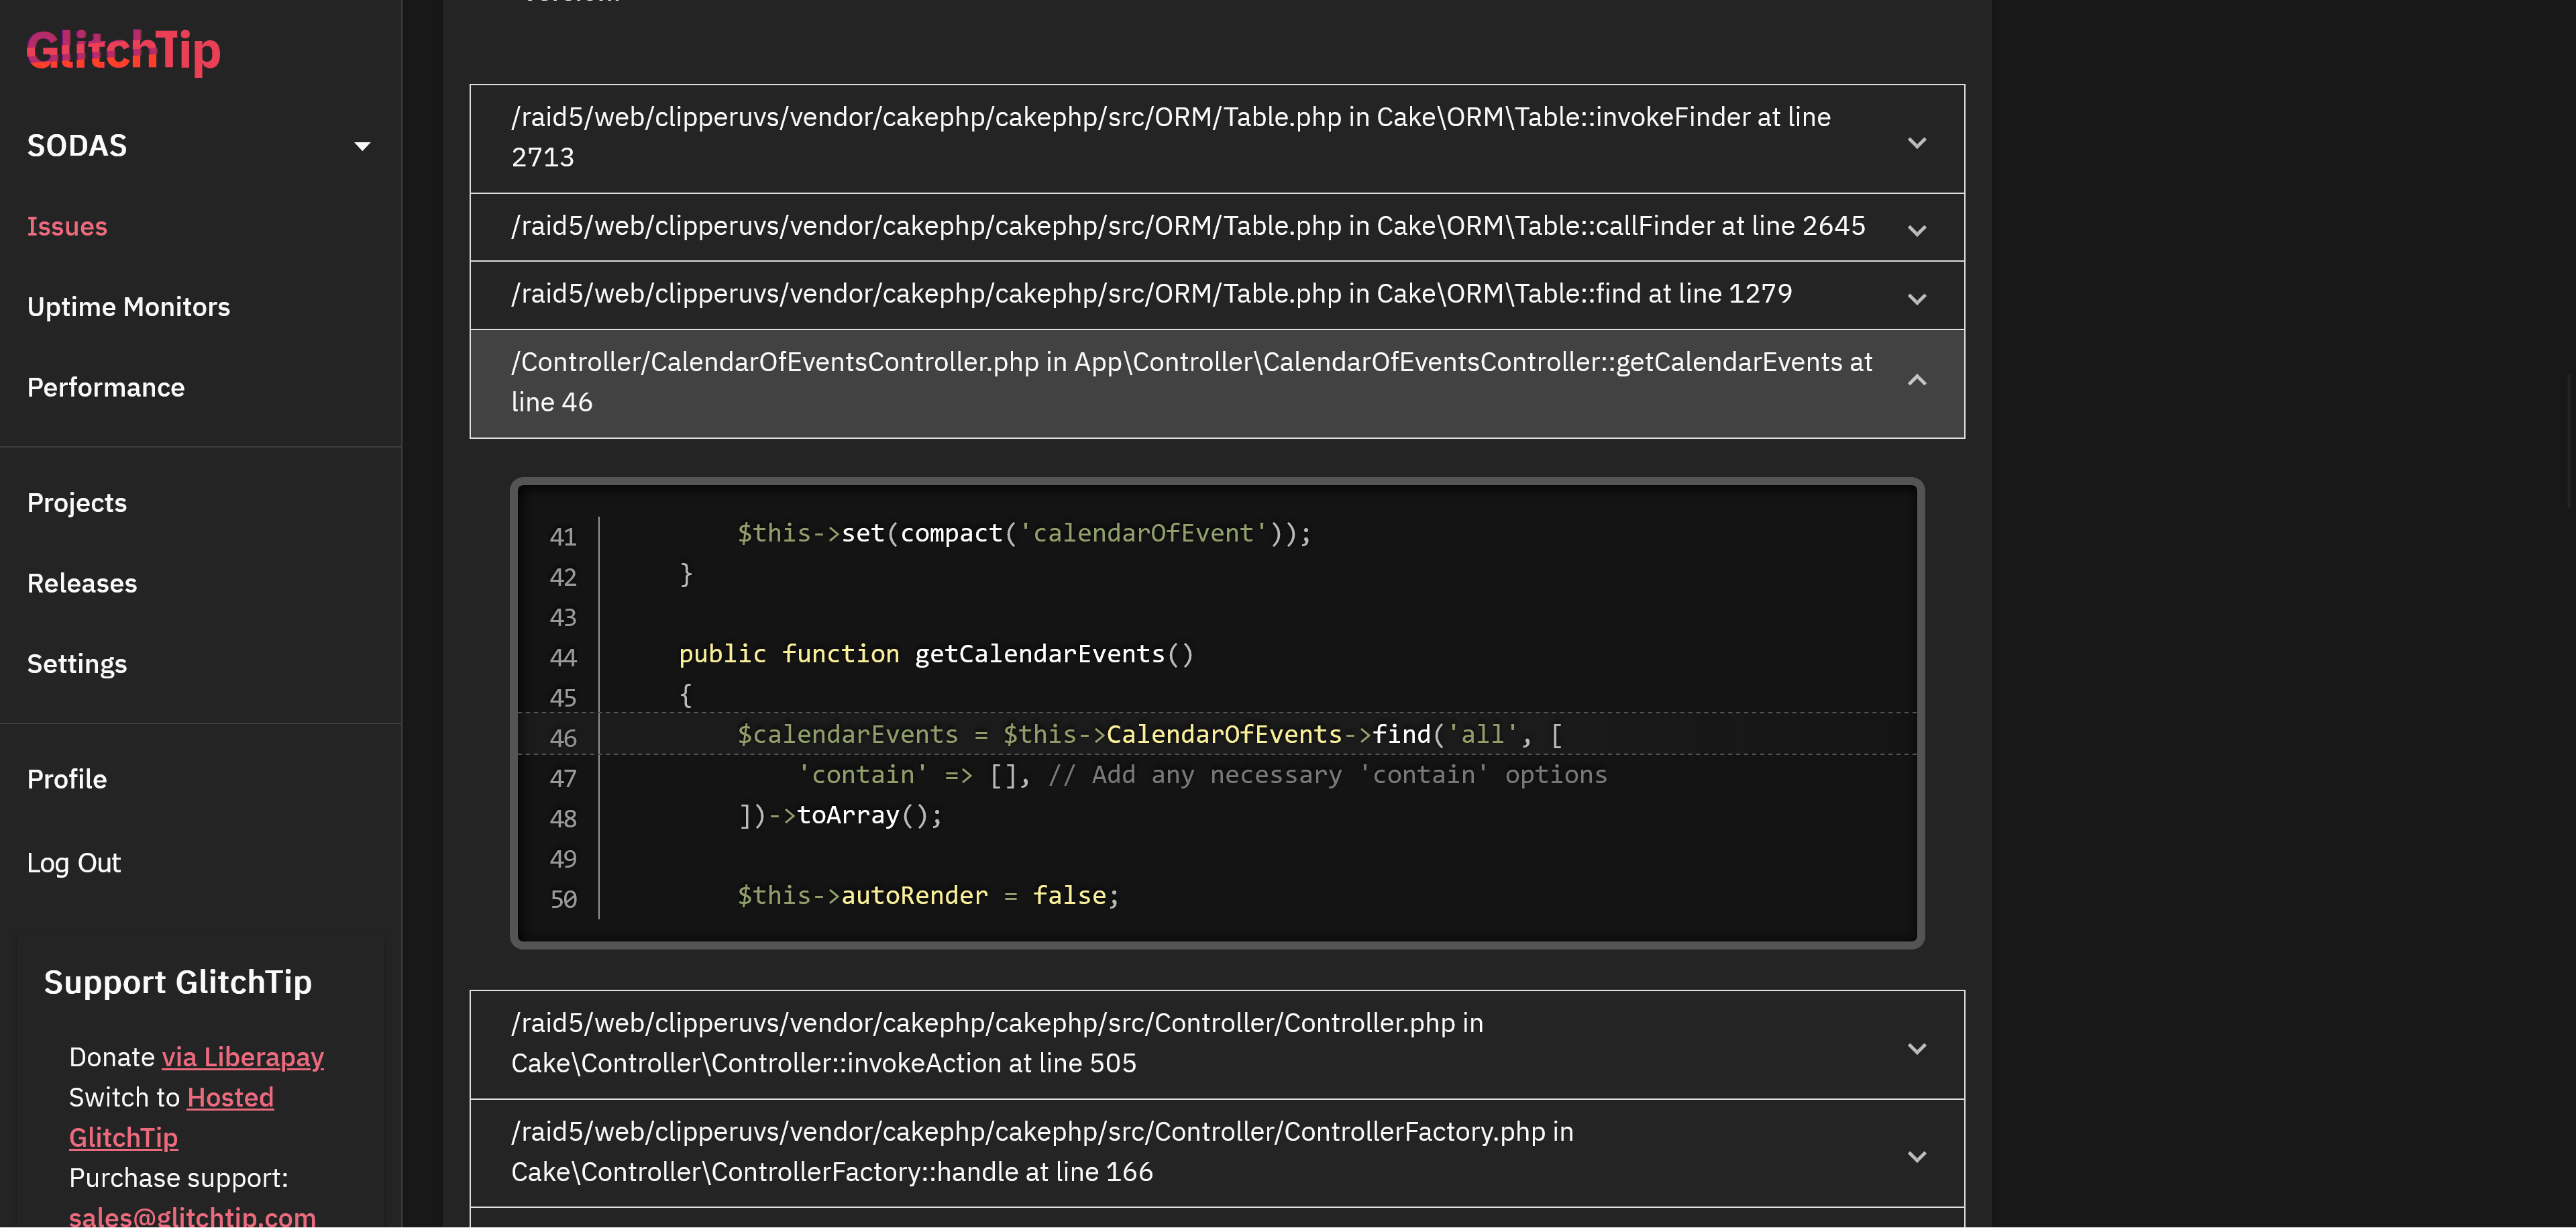 GlitchTip
SODAS
Issues
Uptime Monitors
Performance
Projects
Releases
Settings
Profile
Log Out
Support GlitchTip
Donate via Liberapay
Switch to Hosted
GlitchTip
Purchase support:
sales@glitchtip.com
/raid5/web/clipperuvs/vendor/cakephp/cakephp/src/ORM/Table.php in Cake\ORM\Table::invokeFinder at line
2713
/raid5/web/clipperuvs/vendor/cakephp/cakephp/src/ORM/Table.php in Cake\ORM\Table::callFinder at line 2645
/raid5/web/clipperuvs/vendor/cakephp/cakephp/src/ORM/Table.php in Cake\ORM\Table::find at line 1279
/Controller/CalendarOfEventsController.php in App\Controller\CalendarOfEventsController::getCalendarEvents at
line 46
41 $this->set(compact('calendarOfEvent'));
42 }
43
44 public function getCalendarEvents()
45 {
46 $calendarEvents = $this->CalendarOfEvents->find('all', [
47 'contain' => [], // Add any necessary 'contain' options
48 ])->toArray();
49
50 $this->autoRender = false;
/raid5/web/clipperuvs/vendor/cakephp/cakephp/src/Controller/Controller.php in
Cake\Controller\Controller::invokeAction at line 505
/raid5/web/clipperuvs/vendor/cakephp/cakephp/src/Controller/ControllerFactory.php in
Cake\Controller\ControllerFactory::handle at line 166